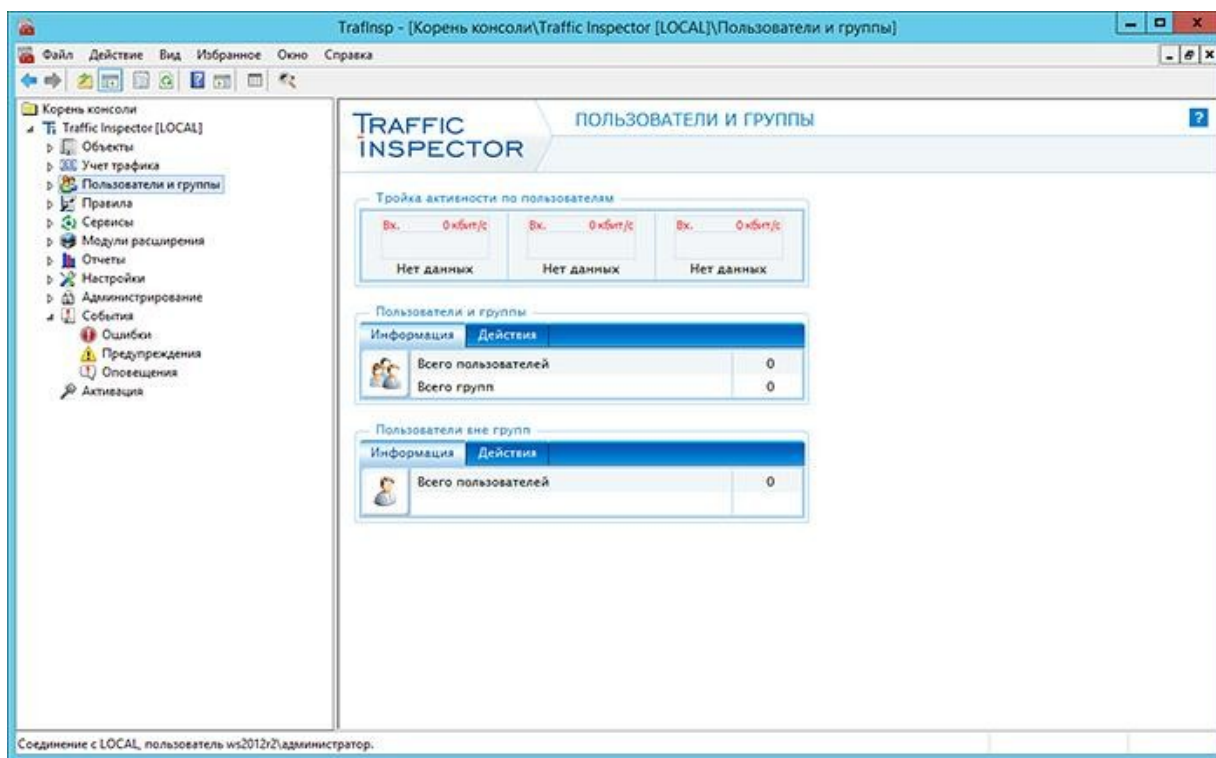 TrafInsp - [Корень консоли\Traffic Inspector [LOCAL]\Пользователи и группы]
Файл Действие Вид Избранное Окно Справка
Корень консоли
Traffic Inspector [LOCAL]
Объекты
Учет трафика
Пользователи и группы
Правила
Сервисы
Модули расширения
Отчеты
Настройки
Администрирование
События
Ошибки
Предупреждения
Оповещения
Активация
TRAFFIC
INSPECTOR
ПОЛЬЗОВАТЕЛИ И ГРУППЫ
Тройка активности по пользователям
Вх. 0 кбит/с Вх. 0 кбит/с Вх. 0 кбит/с
Нет данных Нет данных Нет данных
Пользователи и группы
Информация Действия
Всего пользователей 0
Всего групп 0
Пользователи вне групп
Информация Действия
Всего пользователей 0
Соединение с LOCAL, пользователь ws2012r2\администратор.